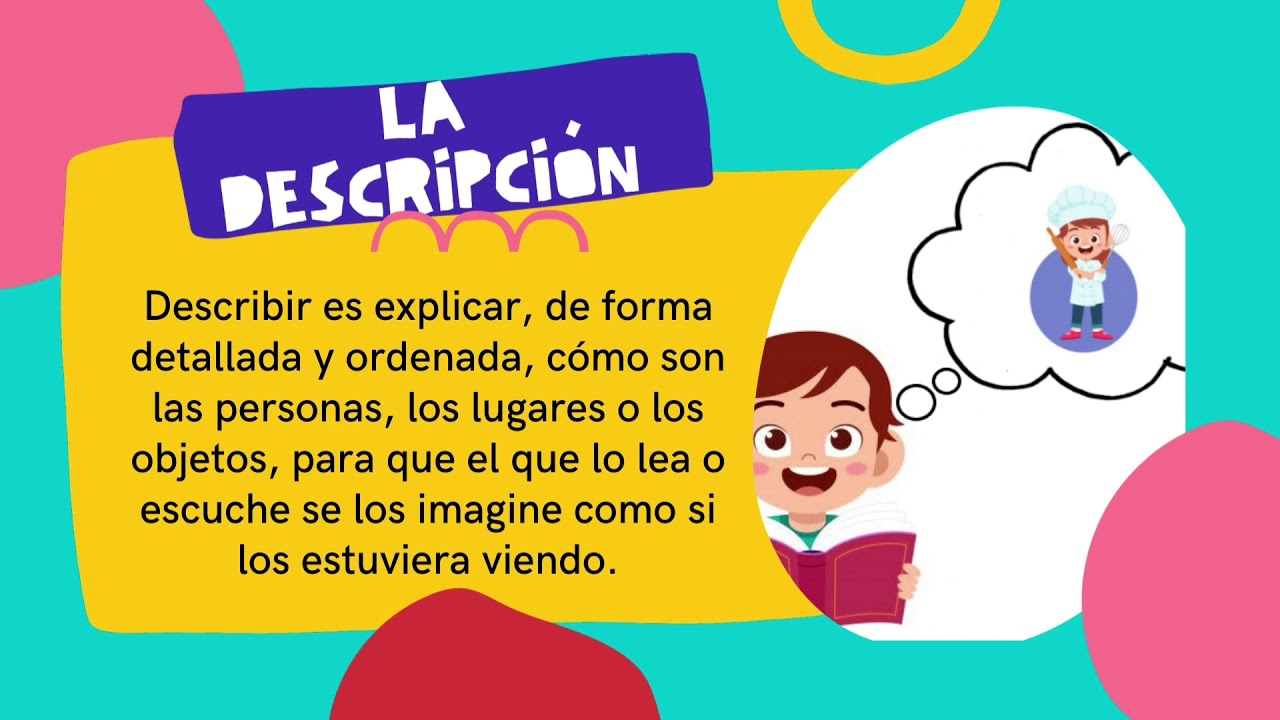 LA
DESCRIPCIÓN
Describir es explicar, de forma
detallada y ordenada, cómo son
las personas, los lugares o los
objetos, para que el que lo lea o
escuche se los imagine como si
los estuviera viendo.